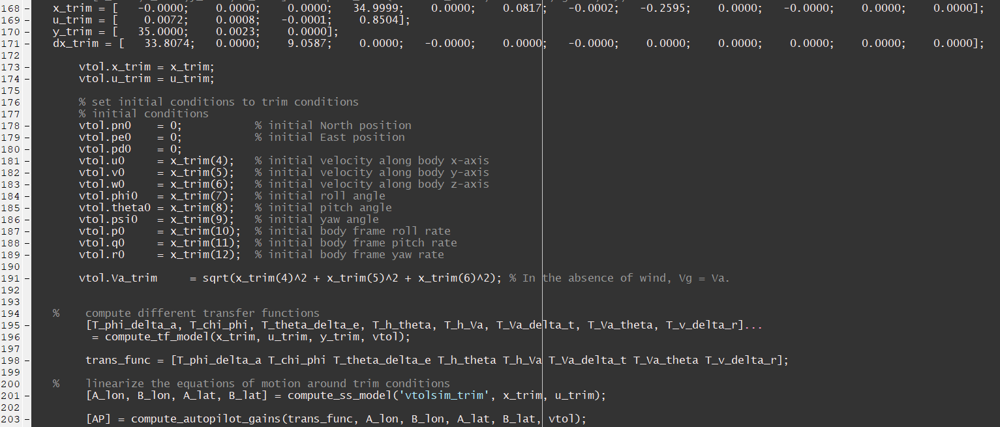 168 - x_trim = [ -0.0000; 0.0000; 0.0000; 34.9999; 0.0000; 0.0817; -0.0002; -0.2595; 0.0000; -0.0000; 0.0000; 0.0000];
169 - u_trim = [ 0.0072; 0.0008; -0.0001; 0.8504];
170 - y_trim = [ 35.0000; 0.0023; 0.0000];
171 - dx_trim = [ 33.8074; 0.0000; 9.0587; 0.0000; -0.0000; 0.0000; -0.0000; 0.0000; 0.0000; 0.0000; 0.0000; 0.0000];
172
173 - vtol.x_trim = x_trim;
174 - vtol.u_trim = u_trim;
175
176 % set initial conditions to trim conditions
177 % initial conditions
178 - vtol.pn0 = 0; % initial North position
179 - vtol.pe0 = 0; % initial East position
180 - vtol.pd0 = 0;
181 - vtol.u0 = x_trim(4); % initial velocity along body x-axis
182 - vtol.v0 = x_trim(5); % initial velocity along body y-axis
183 - vtol.w0 = x_trim(6); % initial velocity along body z-axis
184 - vtol.phi0 = x_trim(7); % initial roll angle
185 - vtol.theta0 = x_trim(8); % initial pitch angle
186 - vtol.psi0 = x_trim(9); % initial yaw angle
187 - vtol.p0 = x_trim(10); % initial body frame roll rate
188 - vtol.q0 = x_trim(11); % initial body frame pitch rate
189 - vtol.r0 = x_trim(12); % initial body frame yaw rate
190
191 - vtol.Va_trim = sqrt(x_trim(4)^2 + x_trim(5)^2 + x_trim(6)^2); % In the absence of wind, Vg = Va.
192
193
194 % compute different transfer functions
195 - [T_phi_delta_a, T_chi_phi, T_theta_delta_e, T_h_theta, T_h_Va, T_Va_delta_t, T_Va_theta, T_v_delta_r]...
196 = compute_tf_model(x_trim, u_trim, y_trim, vtol);
197
198 - trans_func = [T_phi_delta_a T_chi_phi T_theta_delta_e T_h_theta T_h_Va T_Va_delta_t T_Va_theta T_v_delta_r];
199
200 % linearize the equations of motion around trim conditions
201 - [A_lon, B_lon, A_lat, B_lat] = compute_ss_model('vtolsim_trim', x_trim, u_trim);
202
203 - [AP] = compute_autopilot_gains(trans_func, A_lon, B_lon, A_lat, B_lat, vtol);